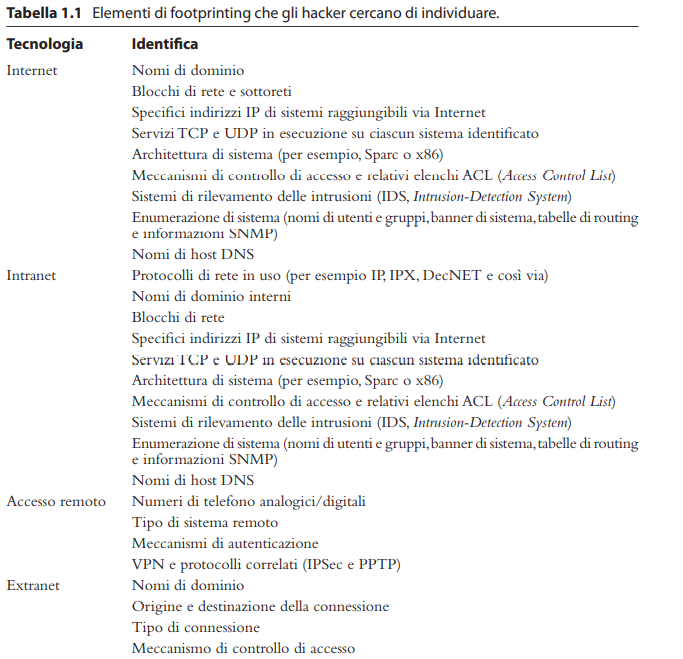 Tabella 1.1 Elementi di footprinting che gli hacker cercano di individuare.
Tecnologia Identifica
Internet Nomi di dominio
Blocchi di rete e sottoreti
Specifici indirizzi IP di sistemi raggiungibili via Internet
Servizi TCP e UDP in esecuzione su ciascun sistema identificato
Architettura di sistema (per esempio, Sparc o x86)
Meccanismi di controllo di accesso e relativi elenchi ACL (Access Control List)
Sistemi di rilevamento delle intrusioni (IDS, Intrusion-Detection System)
Enumerazione di sistema (nomi di utenti e gruppi, banner di sistema, tabelle di routing
e informazioni SNMP)
Nomi di host DNS
Intranet Protocolli di rete in uso (per esempio IP, IPX, DecNET e così via)
Nomi di dominio interni
Blocchi di rete
Specifici indirizzi IP di sistemi raggiungibili via Internet
Servizi TCP e UDP in esecuzione su ciascun sistema identificato
Architettura di sistema (per esempio, Sparc o x86)
Meccanismi di controllo di accesso e relativi elenchi ACL (Access Control List)
Sistemi di rilevamento delle intrusioni (IDS, Intrusion-Detection System)
Enumerazione di sistema (nomi di utenti e gruppi, banner di sistema, tabelle di routing
e informazioni SNMP)
Nomi di host DNS
Accesso remoto Numeri di telefono analogici/digitali
Tipo di sistema remoto
Meccanismi di autenticazione
VPN e protocolli correlati (IPSec e PPTP)
Extranet Nomi di dominio
Origine e destinazione della connessione
Tipo di connessione
Meccanismo di controllo di accesso